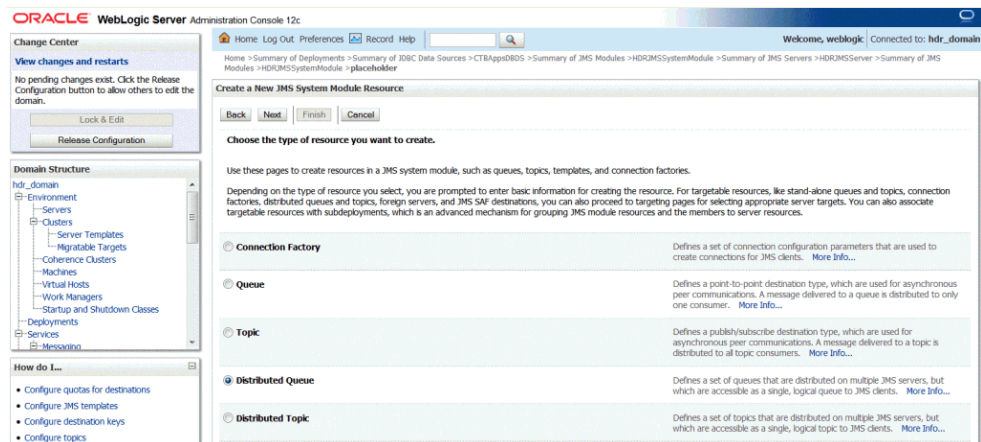 ORACLE WebLogic Server Administration Console 12c
Change Center
View changes and restarts
No pending changes exist. Click the Release
Configuration button to allow others to edit the
domain.
Lock & Edit
Release Configuration
Domain Structure
hdr_domain
Environment
Servers
Clusters
Server Templates
Migratable Targets
Coherence Clusters
Machines
Virtual Hosts
Work Managers
Startup and Shutdown Classes
Deployments
Services
Messaging
How do I...
Configure quotas for destinations
Configure JMS templates
Configure destination keys
Configure topics
Home Log Out Preferences Record Help
Welcome, weblogic Connected to: hdr_domain
Home >Summary of Deployments >Summary of JDBC Data Sources >CTBAppsDBDS >Summary of JMS Modules >HDRJMSSystemModule >Summary of JMS Servers >HDRJMSServer >Summary of JMS
Modules >HDRJMSSystemModule >placeholder
Create a New JMS System Module Resource
Back Next Finish Cancel
Choose the type of resource you want to create.
Use these pages to create resources in a JMS system module, such as queues, topics, templates, and connection factories.
Depending on the type of resource you select, you are prompted to enter basic information for creating the resource. For targetable resources, like stand-alone queues and topics, connection
factories, distributed queues and topics, foreign servers, and JMS SAF destinations, you can also proceed to targeting pages for selecting appropriate server targets. You can also associate
targetable resources with subdeployments, which is an advanced mechanism for grouping JMS module resources and the members to server resources.
Connection Factory
Defines a set of connection configuration parameters that are used to
create connections for JMS clients. More Info...
Queue
Defines a point-to-point destination type, which are used for asynchronous
peer communications. A message delivered to a queue is distributed to only
one consumer. More Info...
Topic
Defines a publish/subscribe destination type, which are used for
asynchronous peer communications. A message delivered to a topic is
distributed to all topic consumers. More Info...
Distributed Queue
Defines a set of queues that are distributed on multiple JMS servers, but
which are accessible as a single, logical queue to JMS clients. More Info...
Distributed Topic
Defines a set of topics that are distributed on multiple JMS servers, but
which are accessible as a single, logical topic to JMS clients. More Info...